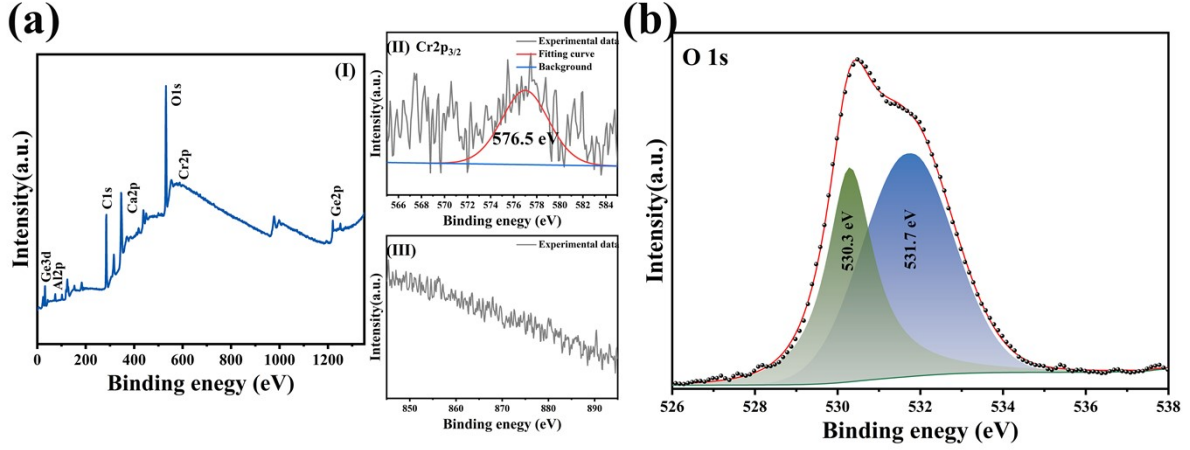 (a)
(I)
O1s
Cr2p
C1s
Ca2p
Ge2p
Ge3d
Al2p
Intensity(a.u.)
0 200 400 600 800 1000 1200
Binding enegy (eV)
(II) Cr2p3/2
Experimental data
Fitting curve
Background
576.5 eV
Intensity(a.u.)
566 568 570 572 574 576 578 580 582 584
Binding enegy (eV)
(III)
Experimental data
Intensity(a.u.)
850 860 870 880 890
Binding enegy (eV)
(b)
O 1s
530.3 eV
531.7 eV
Intensity(a.u.)
526 528 530 532 534 536 538
Binding enegy (eV)